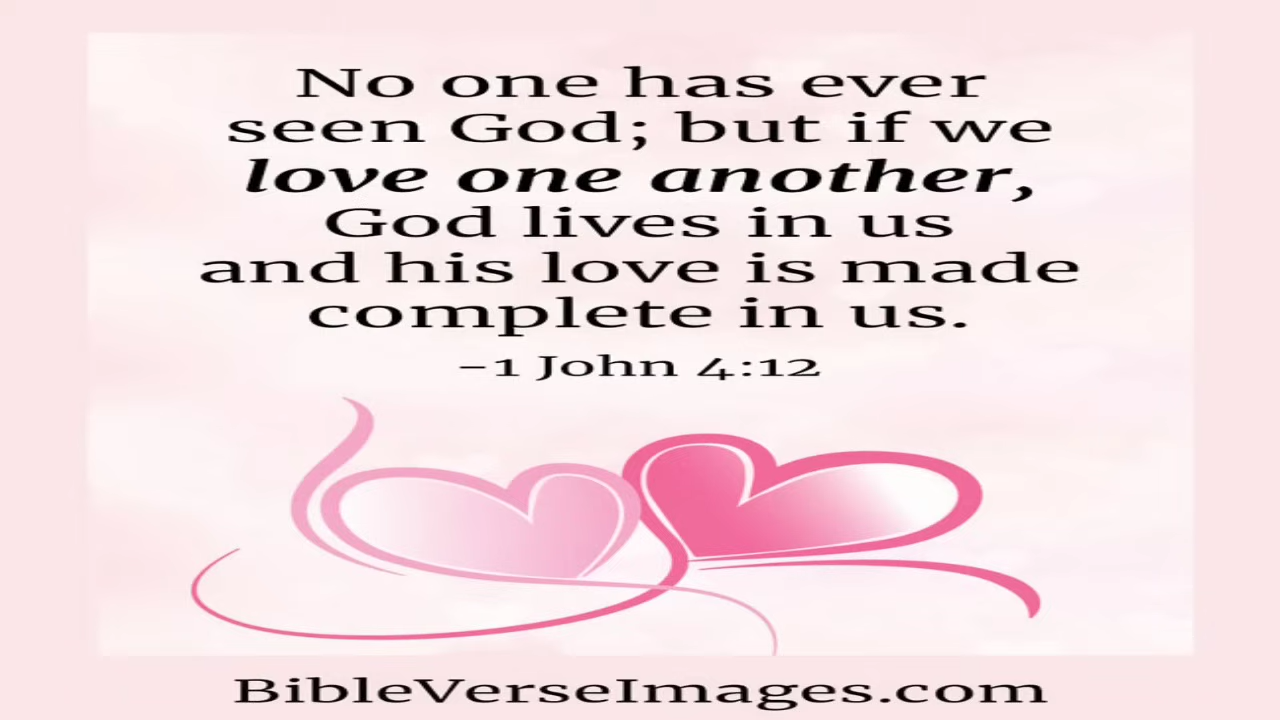 No one has ever
seen God; but if we
love one another,
God lives in us
and his love is made
complete in us.
–1 John 4:12
BibleVerseImages.com